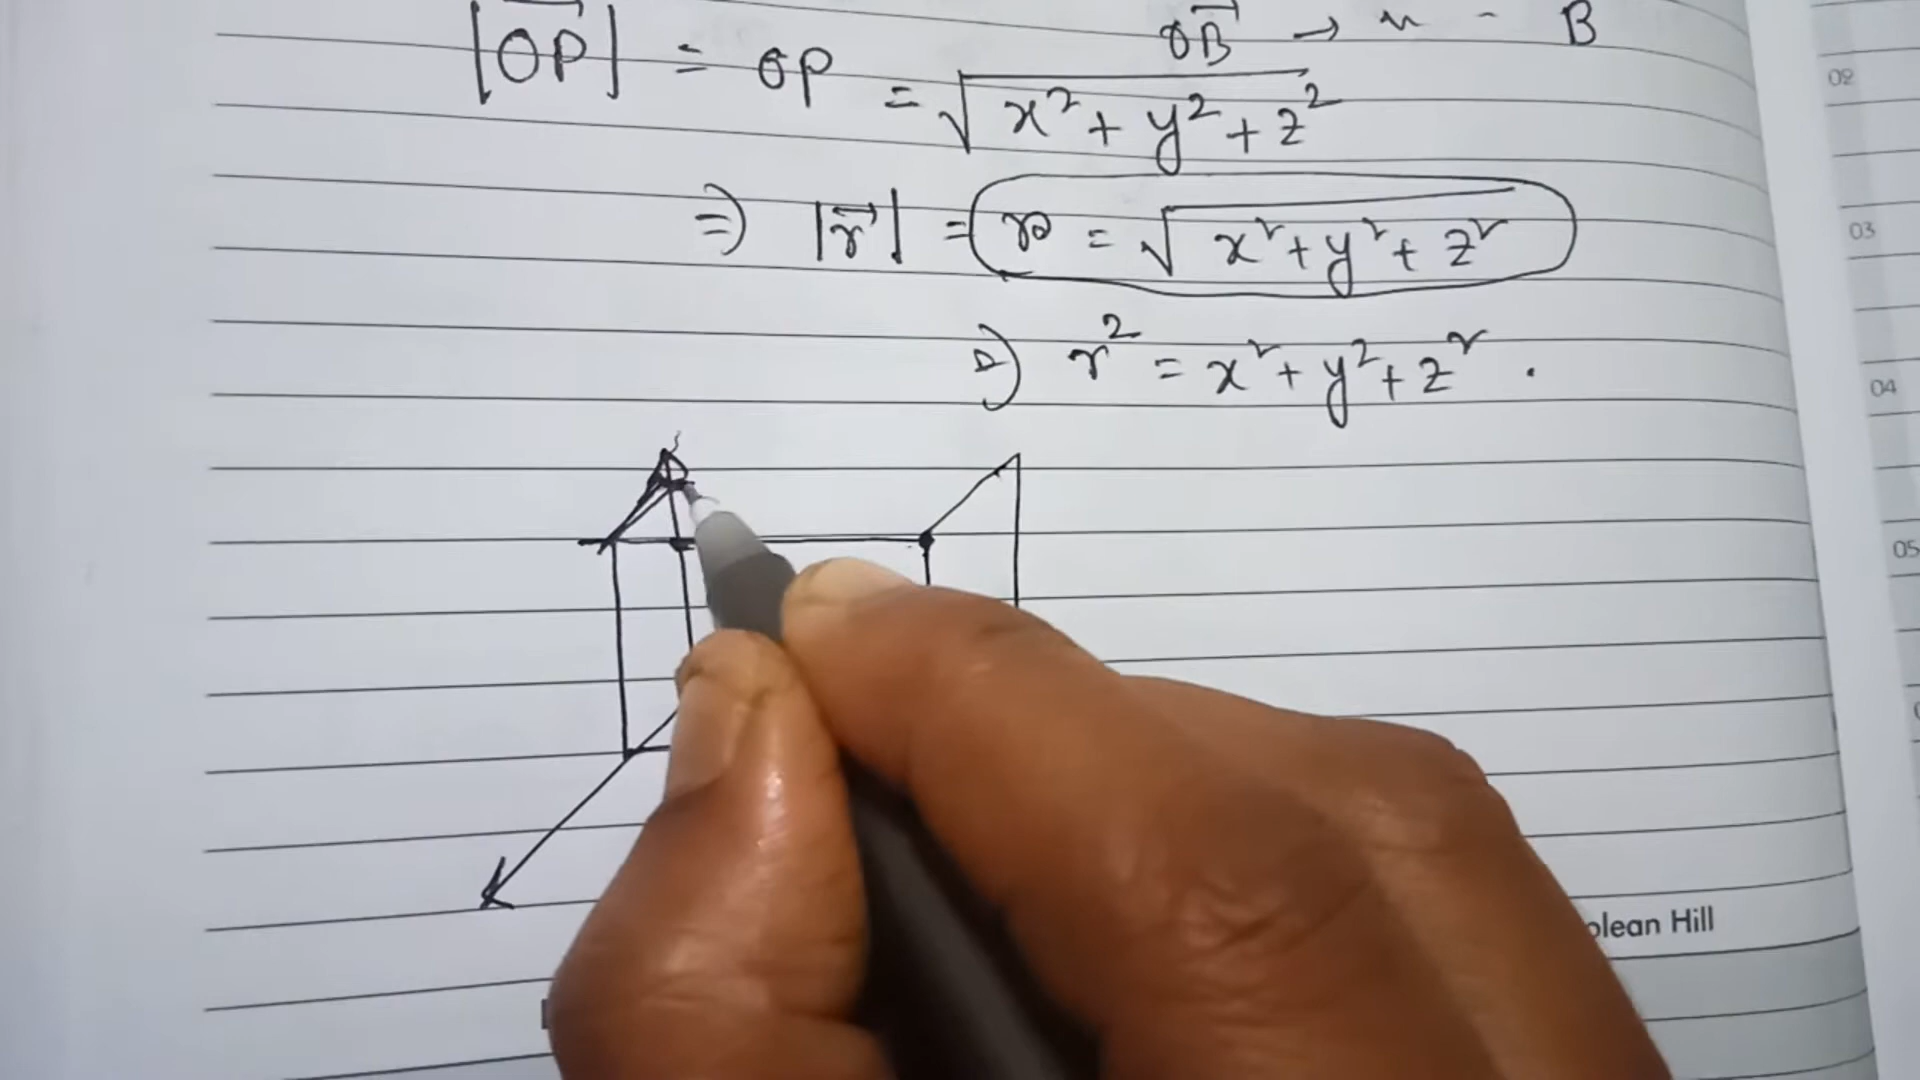 |OP⃗| = OP
OB⃗ → " - B
= √x²+y²+z²
⇒ |r⃗| = r = √x²+y²+z²
⇒ r² = x²+y²+z² .
02
03
04
05
olean Hill